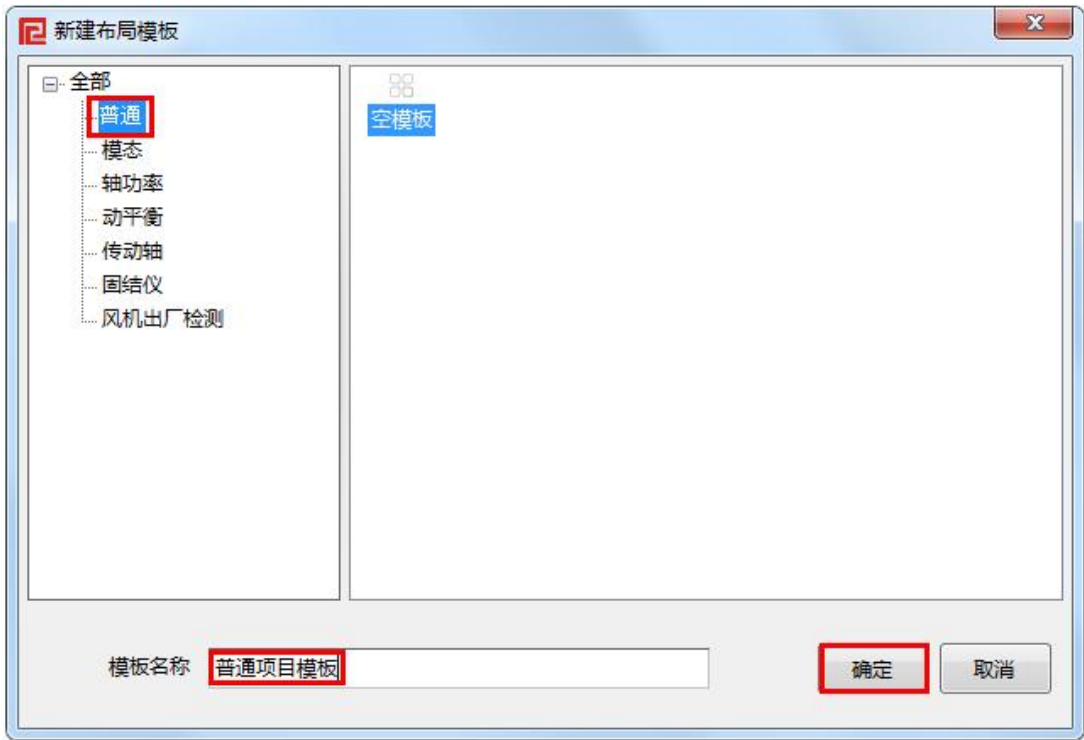 新建布局模板
全部
普通
模态
轴功率
动平衡
传动轴
固结仪
风机出厂检测
空模板
模板名称 普通项目模板 确定 取消